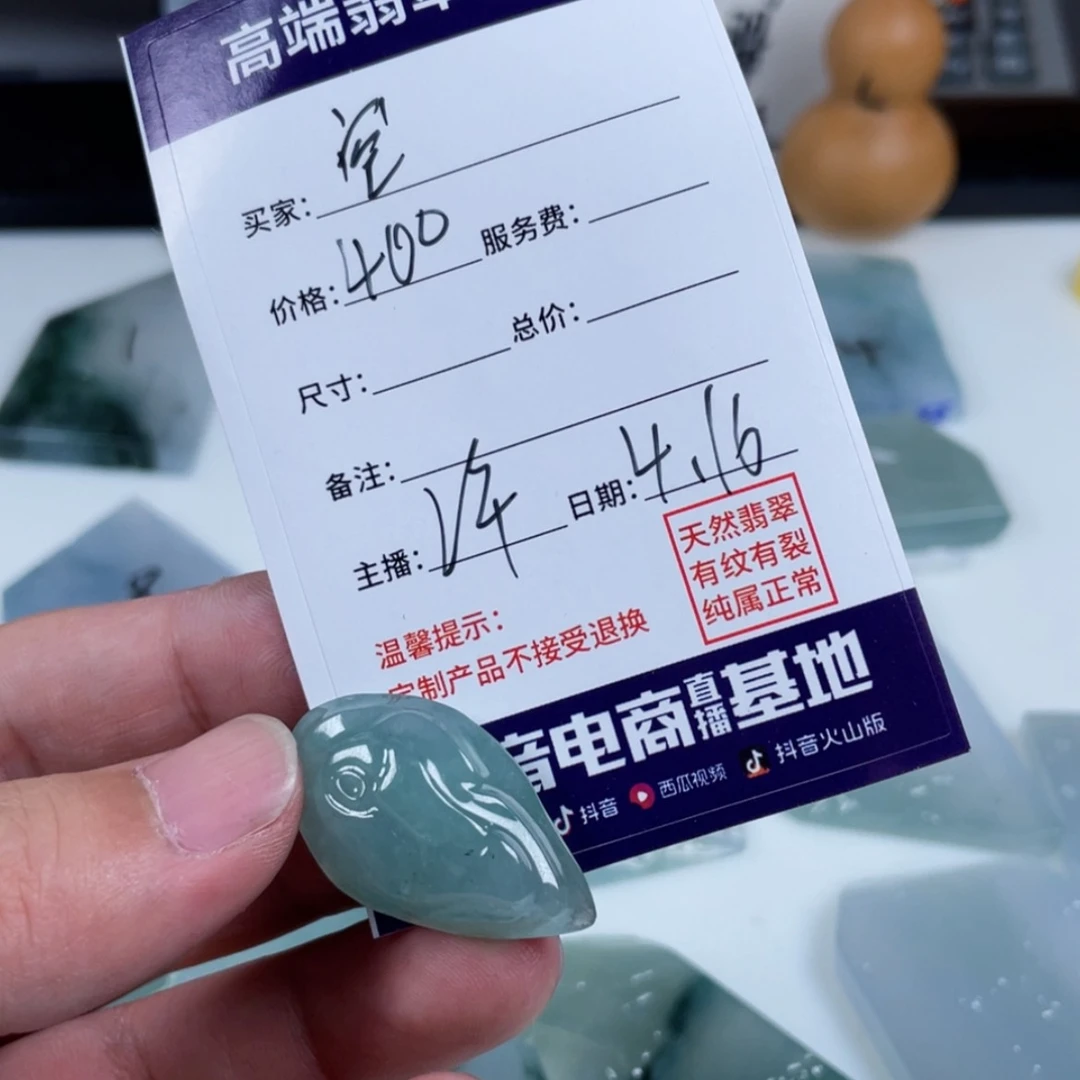 高端翡翠
买家：
价格：400 服务费：
尺寸： 总价：
备注：
主播： 日期：4.16
天然翡翠
有纹有裂
纯属正常
温馨提示：
定制产品不接受退换
音电商直播基地
抖音 西瓜视频 抖音火山版